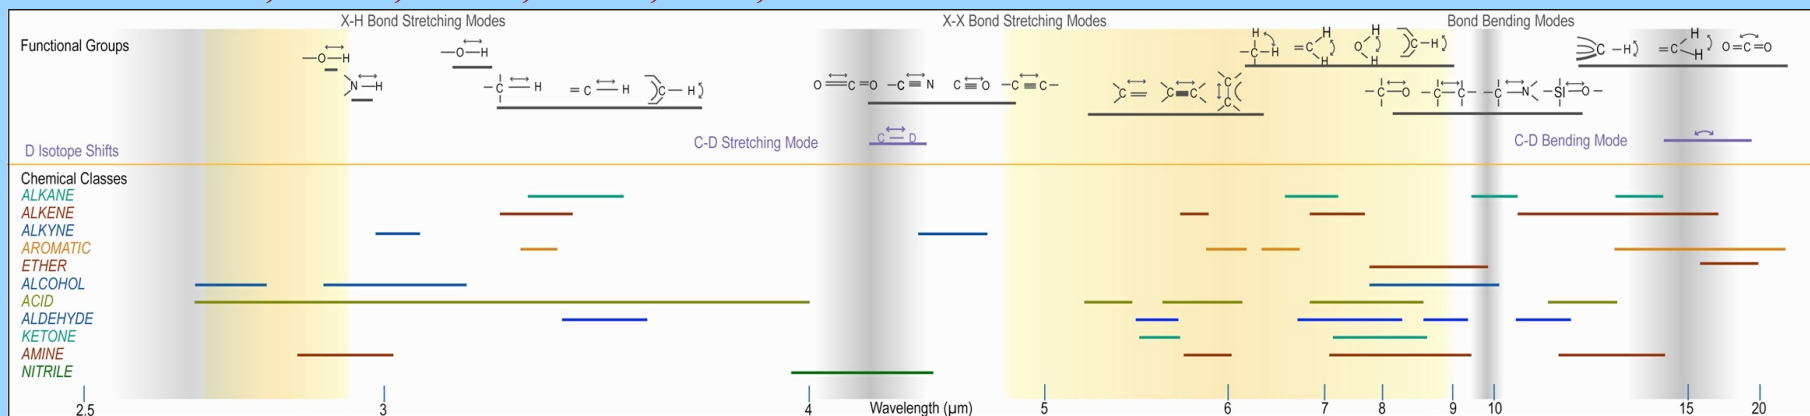 X-H Bond Stretching Modes
X-X Bond Stretching Modes
Bond Bending Modes
Functional Groups
O H
O H
N H
C H
C H
C H
O C O
C N
C O
C C
C
C C
C
C
H
C H
C H
H
O H
H
C H
C O
C C
C N
Si O
C H
C H
H
O C O
D Isotope Shifts
C-D Stretching Mode
C D
C-D Bending Mode
Chemical Classes
ALKANE
ALKENE
ALKYNE
AROMATIC
ETHER
ALCOHOL
ACID
ALDEHYDE
KETONE
AMINE
NITRILE
2.5 3 4 Wavelength (µm) 5 6 7 8 9 10 15 20